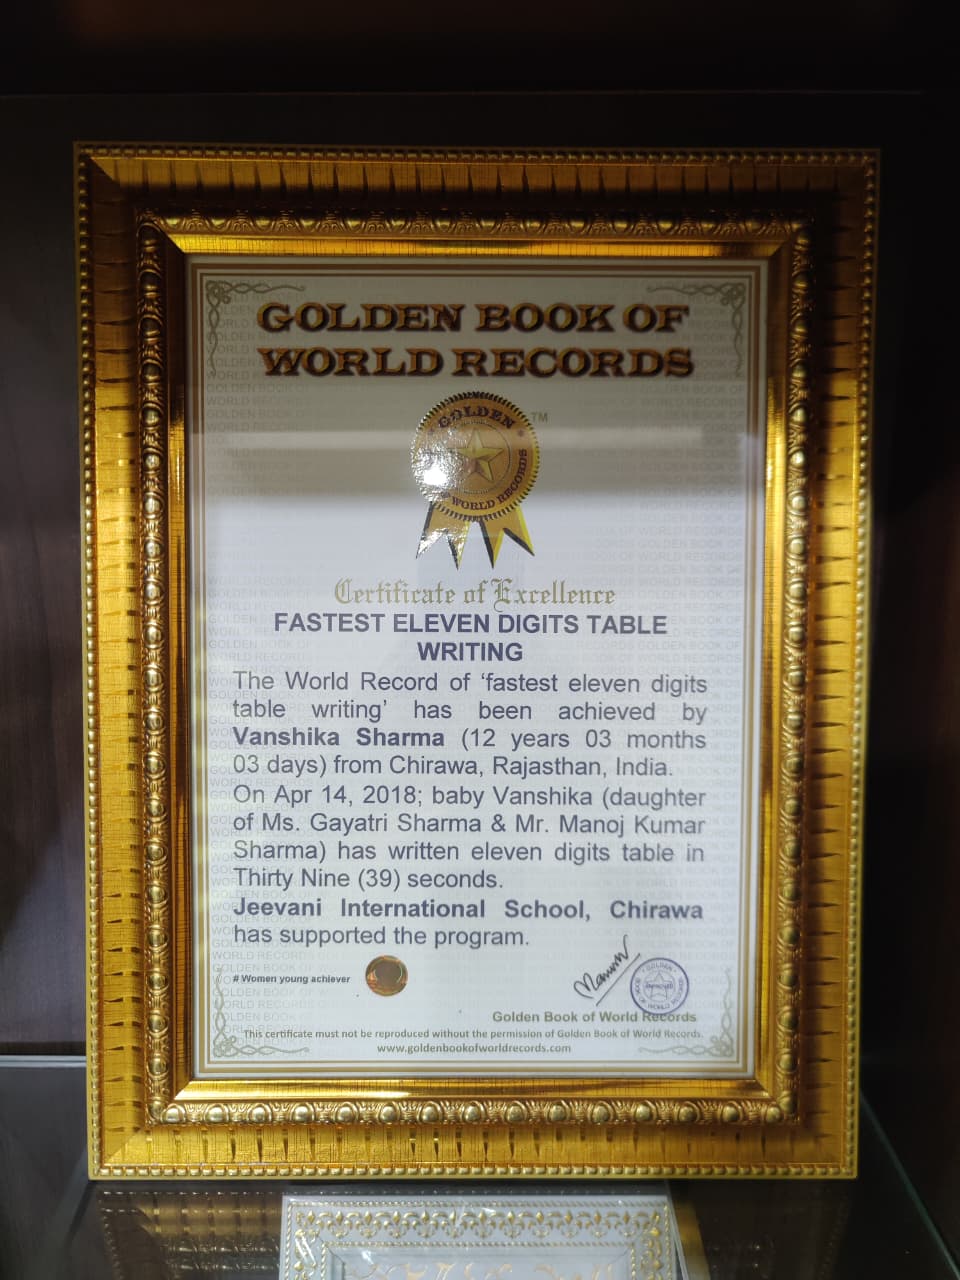 GOLDEN BOOK OF
WORLD RECORDS
GOLDEN
WORLD RECORDS
TM
Certificate of Excellence
FASTEST ELEVEN DIGITS TABLE
WRITING
The World Record of ‘fastest eleven digits
table writing’ has been achieved by
Vanshika Sharma (12 years 03 months
03 days) from Chirawa, Rajasthan, India.
On Apr 14, 2018; baby Vanshika (daughter
of Ms. Gayatri Sharma & Mr. Manoj Kumar
Sharma) has written eleven digits table in
Thirty Nine (39) seconds.
Jeevani International School, Chirawa
has supported the program.
# Women young achiever
Golden Book of World Records
This certificate must not be reproduced without the permission of Golden Book of World Records.
www.goldenbookofworldrecords.com